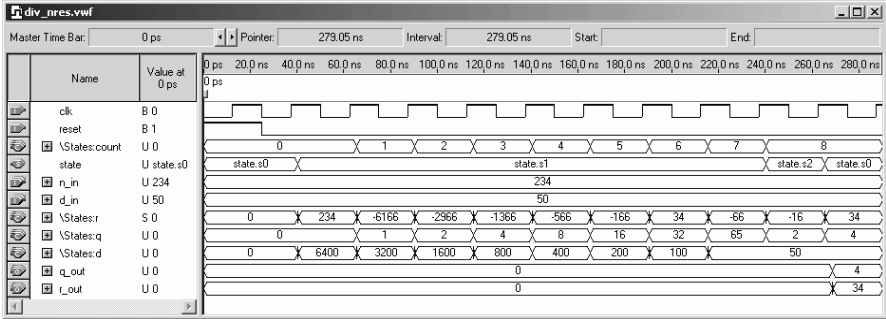 div_nres.vwf
Master Time Bar: 0 ps Pointer: 279.05 ns Interval: 279.05 ns Start: End:
Name Value at 0 ps 0 ps 20.0 ns 40.0 ns 60.0 ns 80.0 ns 100.0 ns 120.0 ns 140.0 ns 160.0 ns 180.0 ns 200.0 ns 220.0 ns 240.0 ns 260.0 ns 280.0 ns
0 ps
clk B 0
reset B 1
\States:count U 0 0 1 2 3 4 5 6 7 8
state U state.s0 state.s0 state.s1 state.s2 state.s0
n_in U 234 234
d_in U 50 50
\States:r S 0 0 234 -6166 -2966 -1366 -566 -166 34 -66 -16 34
\States:q U 0 0 1 2 4 8 16 32 65 2 4
\States:d U 0 0 6400 3200 1600 800 400 200 100 50
q_out U 0 0 4
r_out U 0 0 34